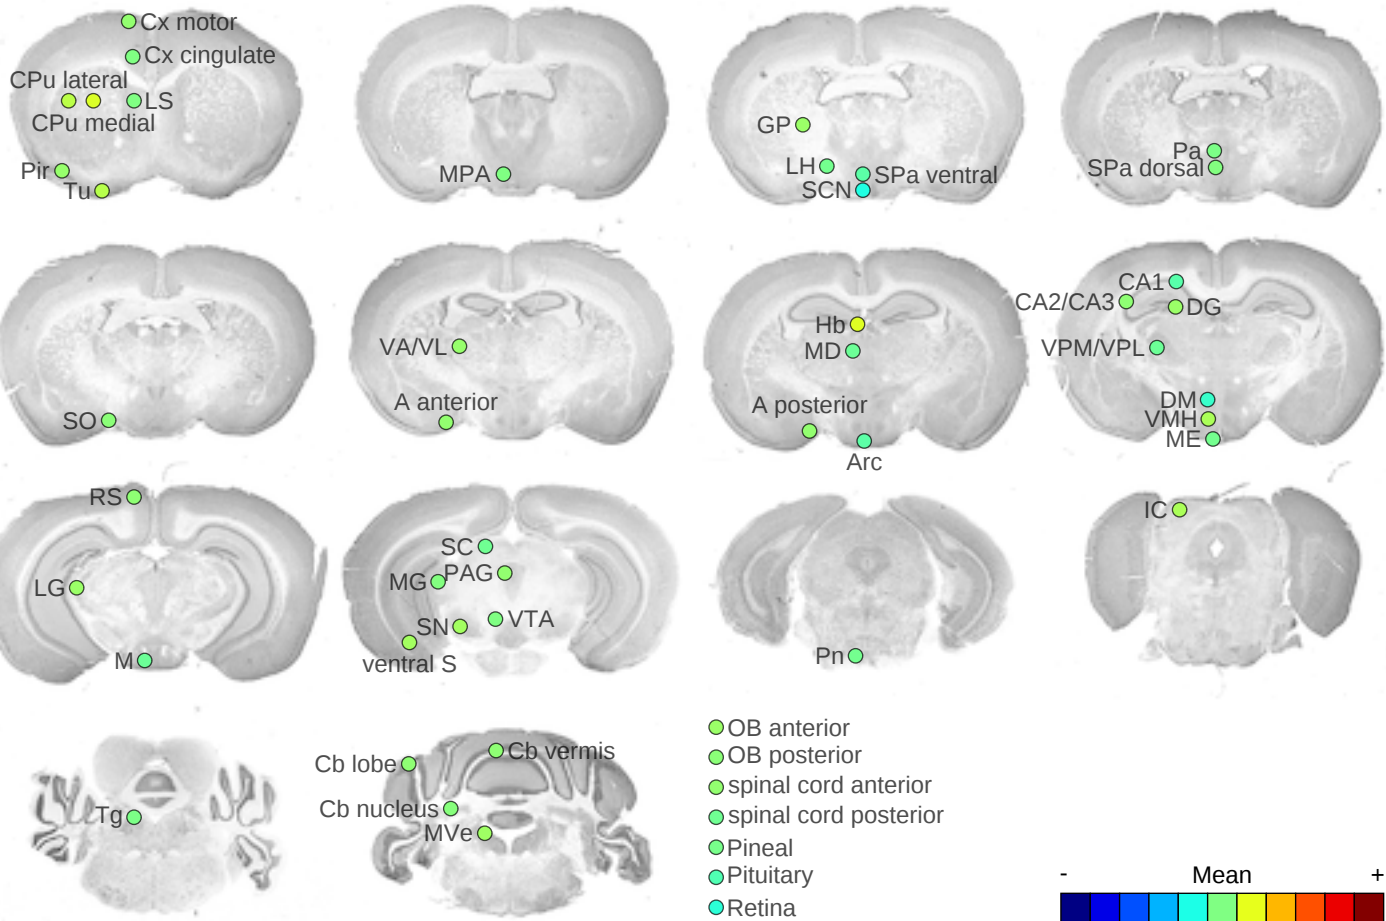 Cx motor
Cx cingulate
CPu lateral
LS
CPu medial
Pir
Tu
MPA
GP
LH
SPa ventral
SCN
Pa
SPa dorsal
SO
VA/VL
A anterior
Hb
MD
A posterior
Arc
CA1
CA2/CA3
DG
VPM/VPL
DM
VMH
ME
RS
LG
M
SC
MG
PAG
SN
VTA
ventral S
Pn
IC
Tg
Cb lobe
Cb vermis
Cb nucleus
MVe
OB anterior
OB posterior
spinal cord anterior
spinal cord posterior
Pineal
Pituitary
Retina
- Mean +